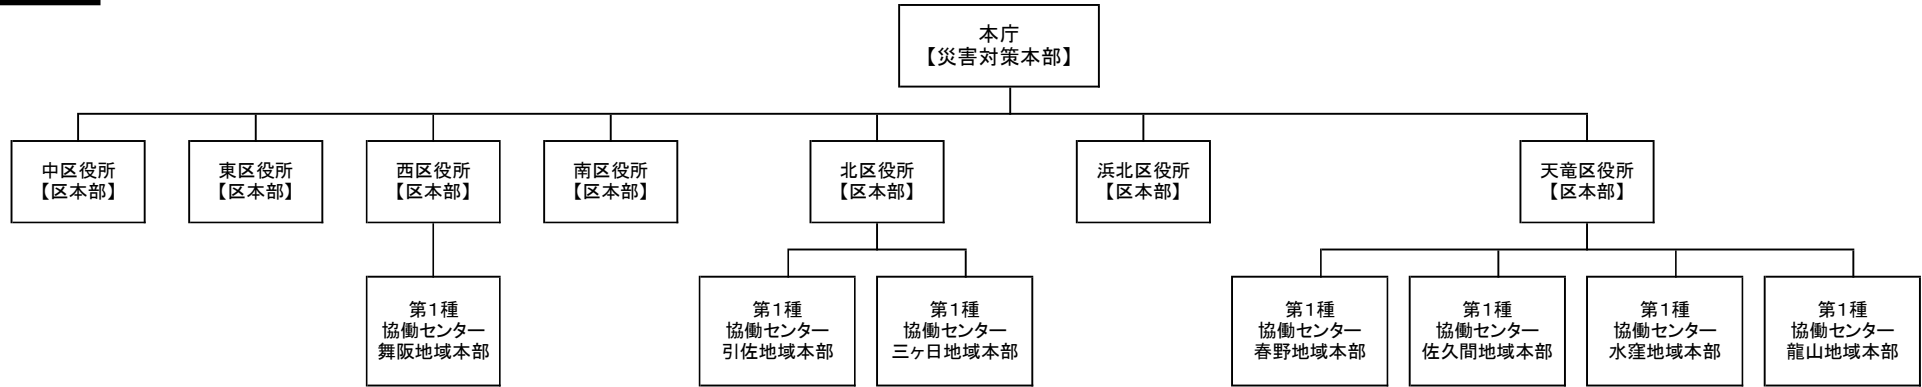 本庁
【災害対策本部】
中区役所
【区本部】
東区役所
【区本部】
西区役所
【区本部】
南区役所
【区本部】
北区役所
【区本部】
浜北区役所
【区本部】
天竜区役所
【区本部】
第1種
協働センター
舞阪地域本部
第1種
協働センター
引佐地域本部
第1種
協働センター
三ヶ日地域本部
第1種
協働センター
春野地域本部
第1種
協働センター
佐久間地域本部
第1種
協働センター
水窪地域本部
第1種
協働センター
龍山地域本部